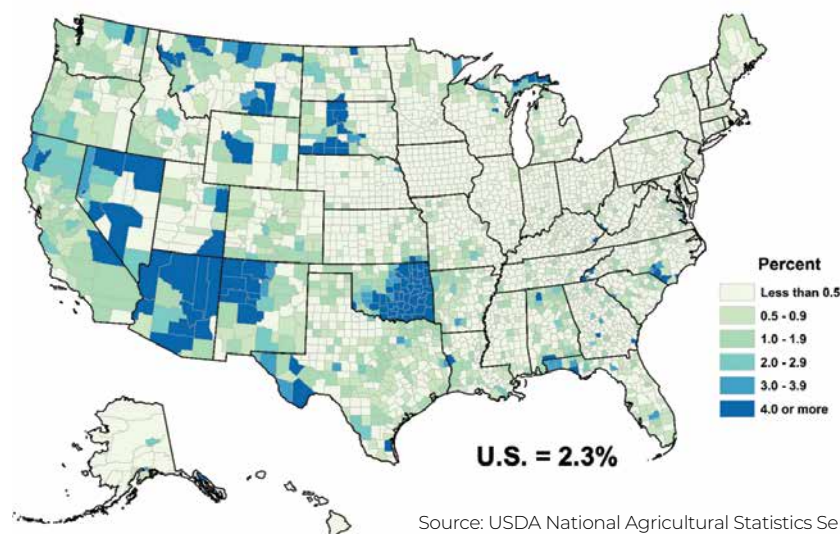 Percent
Less than 0.5
0.5 - 0.9
1.0 - 1.9
2.0 - 2.9
3.0 - 3.9
4.0 or more
U.S. = 2.3%
Source: USDA National Agricultural Statistics Se